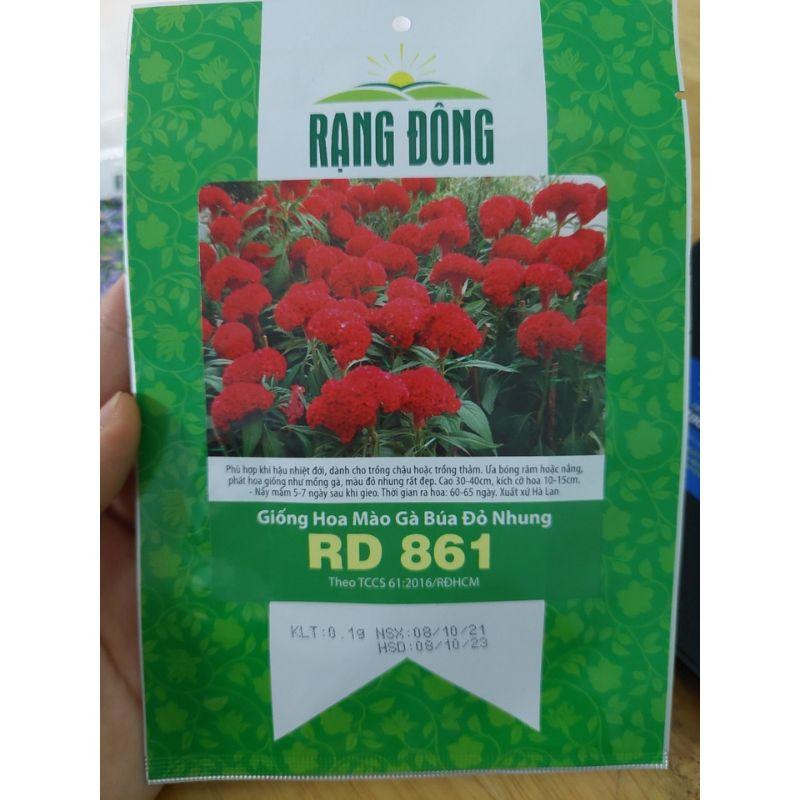 RẠNG ĐÔNG
Phù hợp khí hậu nhiệt đới, dành cho trồng chậu hoặc trồng thảm. Ưa bóng râm hoặc nắng,
phát hoa giống như mồng gà, màu đỏ nhung rất đẹp. Cao 30-40cm, kích cỡ hoa 10-15cm.
- Nẩy mầm 5-7 ngày sau khi gieo. Thời gian ra hoa: 60-65 ngày. Xuất xứ Hà Lan
Giống Hoa Mào Gà Búa Đỏ Nhung
RD 861
Theo TCCS 61:2016/RĐHCM
KLT:0.1g NSX:08/10/21
HSD:08/10/23